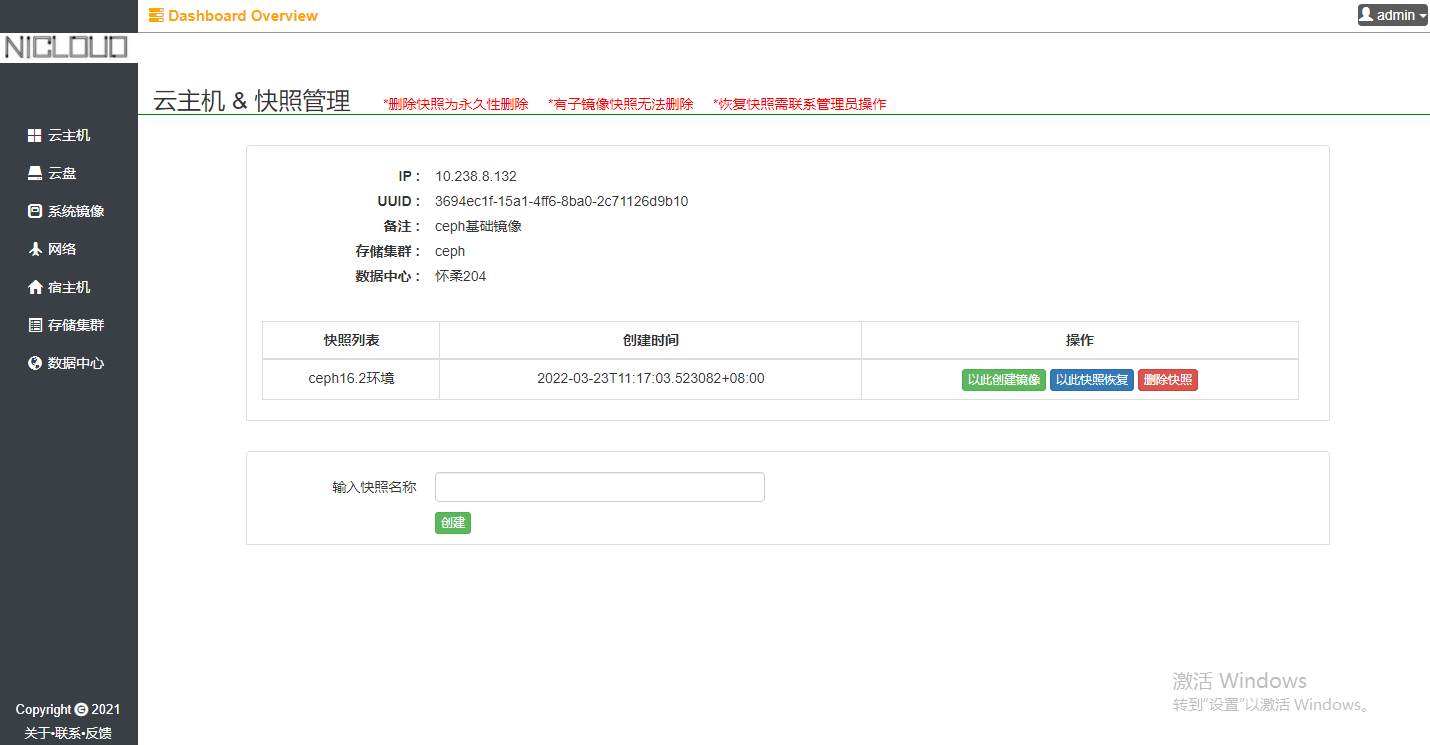 Dashboard Overview
admin
NICLOUD
云主机 & 快照管理 *删除快照为永久性删除 *有子镜像快照无法删除 *恢复快照需联系管理员操作
云主机
云盘
系统镜像
网络
宿主机
存储集群
数据中心
IP： 10.238.8.132
UUID： 3694ec1f-15a1-4ff6-8ba0-2c71126d9b10
备注： ceph基础镜像
存储集群： ceph
数据中心： 怀柔204
快照列表 创建时间 操作
ceph16.2环境 2022-03-23T11:17:03.523082+08:00 以此创建镜像 以此快照恢复 删除快照
输入快照名称
创建
激活 Windows
转到“设置”以激活 Windows。
Copyright © 2021
关于•联系•反馈